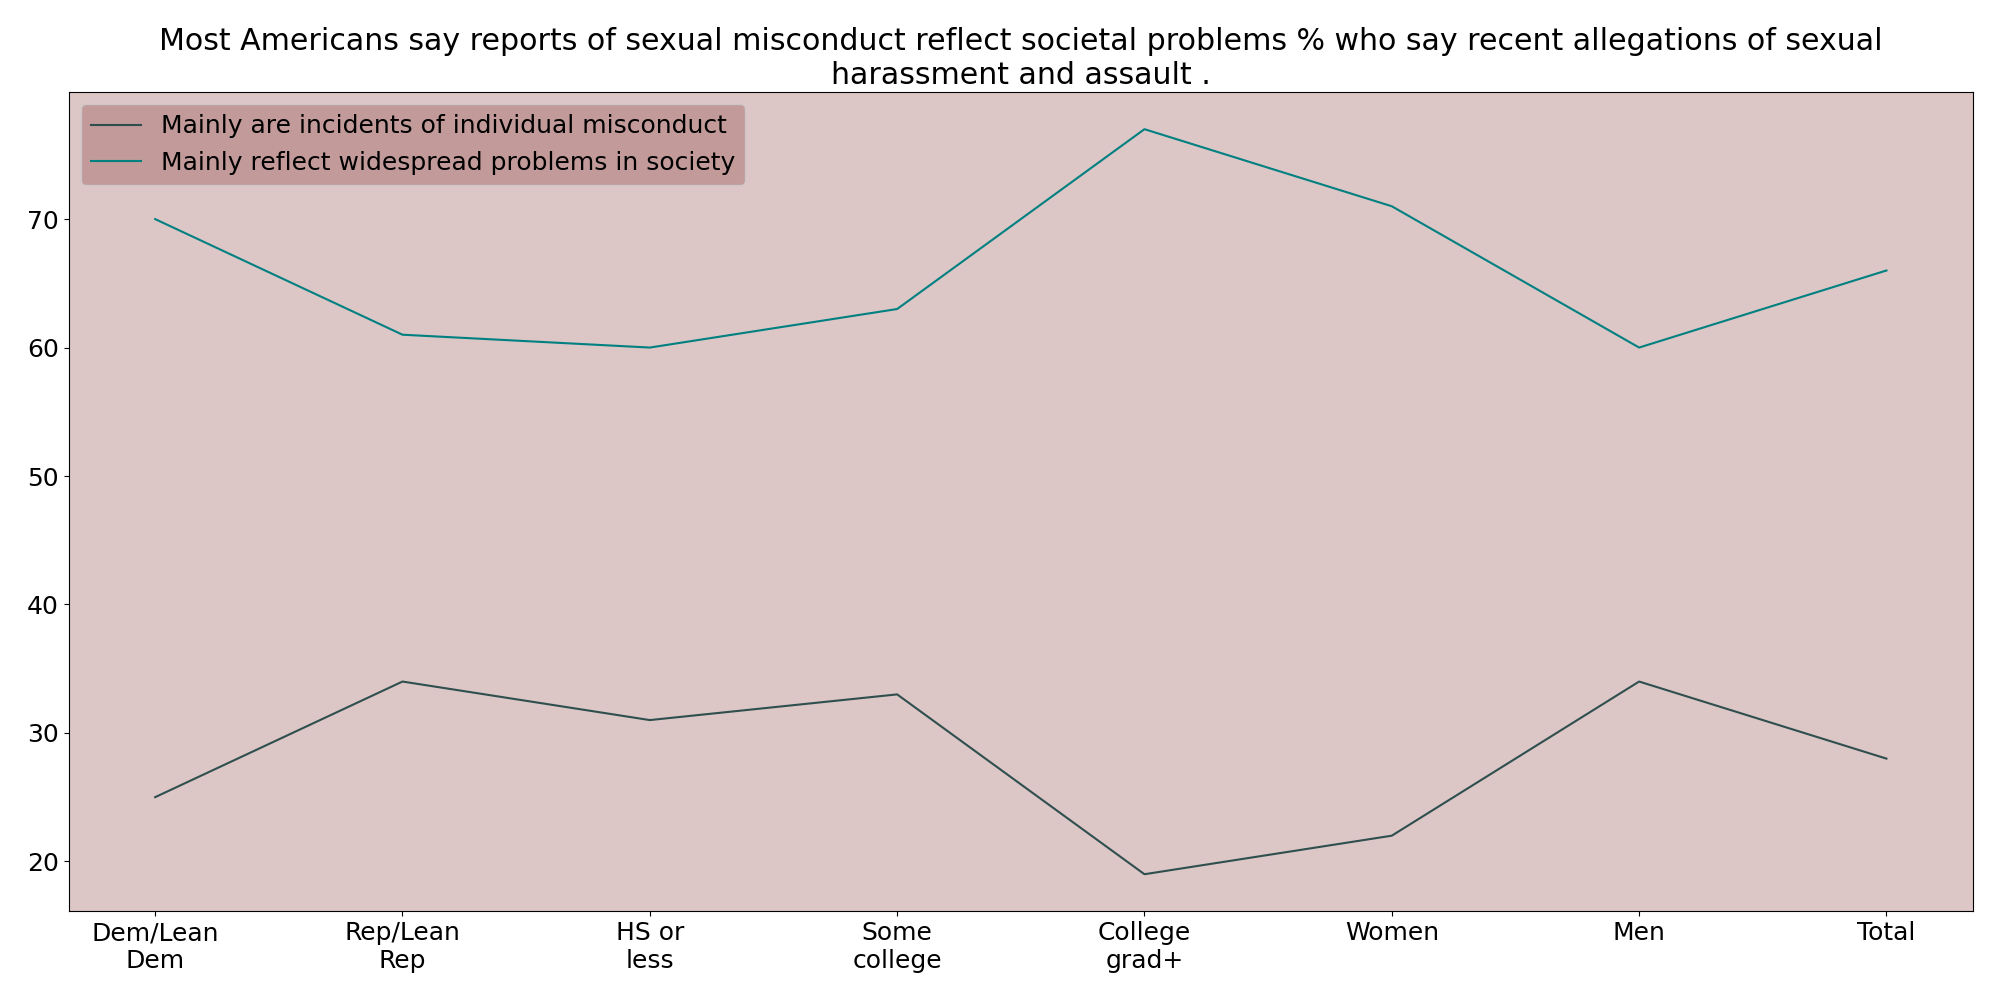 Most Americans say reports of sexual misconduct reflect societal problems % who say recent allegations of sexual
harassment and assault .
Mainly are incidents of individual misconduct
Mainly reflect widespread problems in society
70
60
50
40
30
20
Dem/Lean
Dem
Rep/Lean
Rep
HS or
less
Some
college
College
grad+
Women
Men
Total